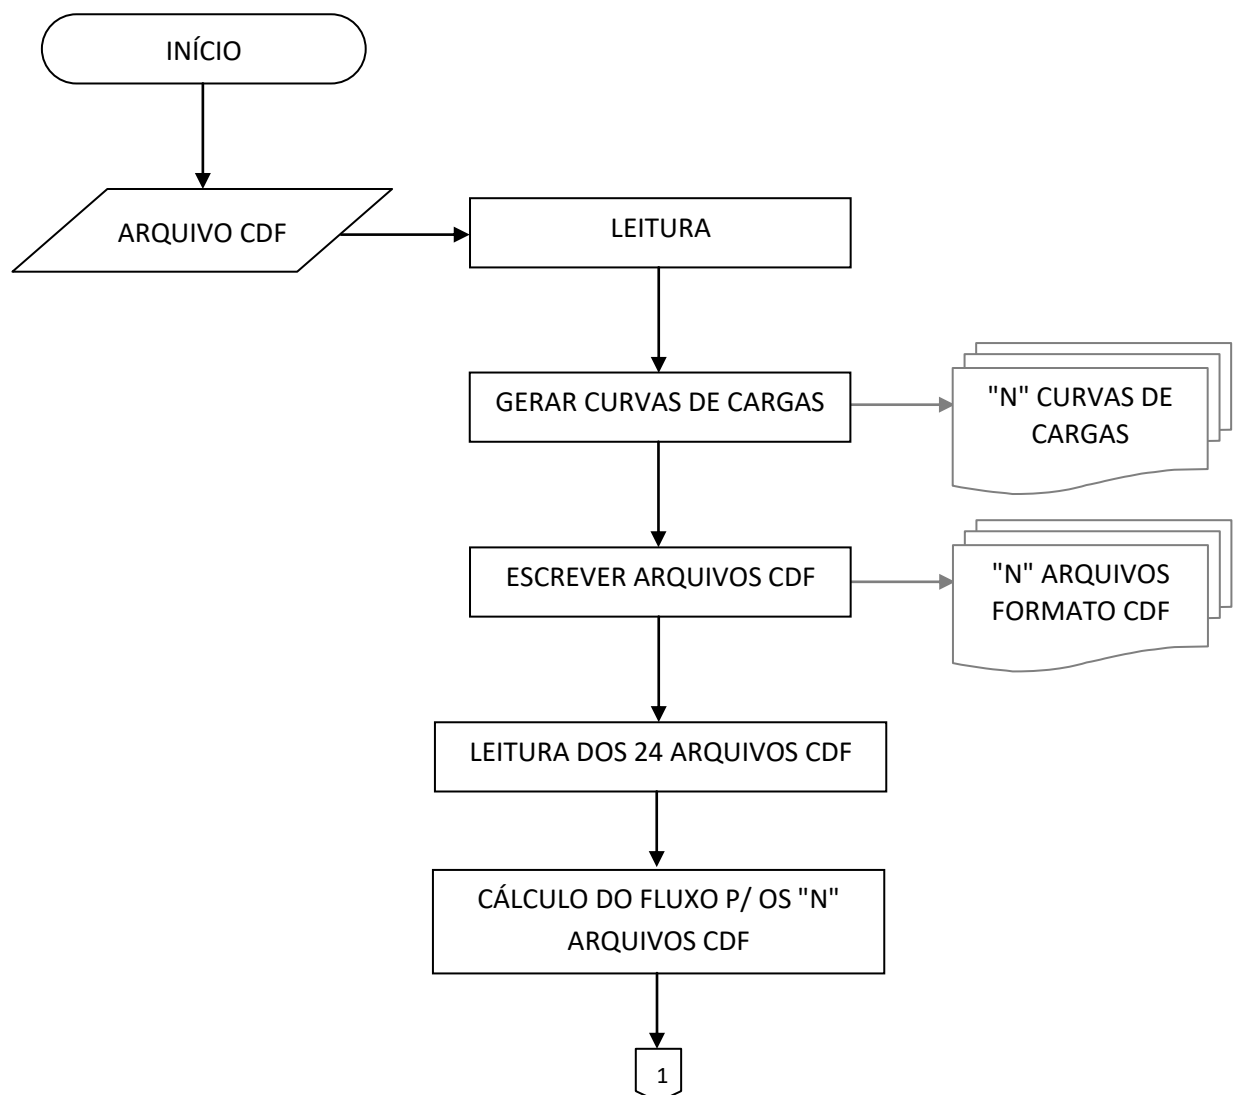 INÍCIO
ARQUIVO CDF
LEITURA
GERAR CURVAS DE CARGAS
"N" CURVAS DE
CARGAS
ESCREVER ARQUIVOS CDF
"N" ARQUIVOS
FORMATO CDF
LEITURA DOS 24 ARQUIVOS CDF
CÁLCULO DO FLUXO P/ OS "N"
ARQUIVOS CDF
1